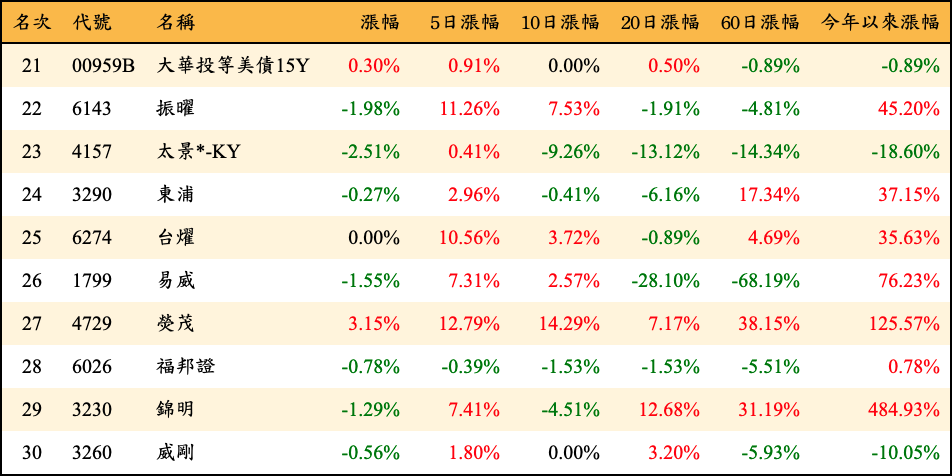 名次 代號 名稱 漲幅 5日漲幅 10日漲幅 20日漲幅 60日漲幅 今年以來漲幅
21 00959B 大華投等美債15Y 0.30% 0.91% 0.00% 0.50% -0.89% -0.89%
22 6143 振曜 -1.98% 11.26% 7.53% -1.91% -4.81% 45.20%
23 4157 太景*-KY -2.51% 0.41% -9.26% -13.12% -14.34% -18.60%
24 3290 東浦 -0.27% 2.96% -0.41% -6.16% 17.34% 37.15%
25 6274 台燿 0.00% 10.56% 3.72% -0.89% 4.69% 35.63%
26 1799 易威 -1.55% 7.31% 2.57% -28.10% -68.19% 76.23%
27 4729 熒茂 3.15% 12.79% 14.29% 7.17% 38.15% 125.57%
28 6026 福邦證 -0.78% -0.39% -1.53% -1.53% -5.51% 0.78%
29 3230 錦明 -1.29% 7.41% -4.51% 12.68% 31.19% 484.93%
30 3260 威剛 -0.56% 1.80% 0.00% 3.20% -5.93% -10.05%